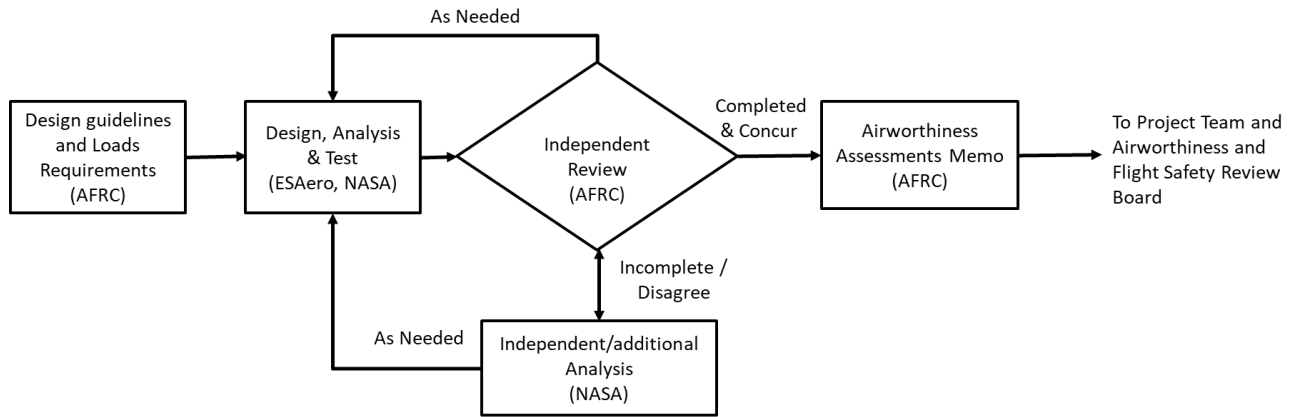 As Needed
Design guidelines
and Loads
Requirements
(AFRC)
Design, Analysis
& Test
(ESAero, NASA)
Independent
Review
(AFRC)
Completed
& Concur
Airworthiness
Assessments Memo
(AFRC)
To Project Team and
Airworthiness and
Flight Safety Review
Board
Incomplete /
Disagree
As Needed
Independent/additional
Analysis
(NASA)